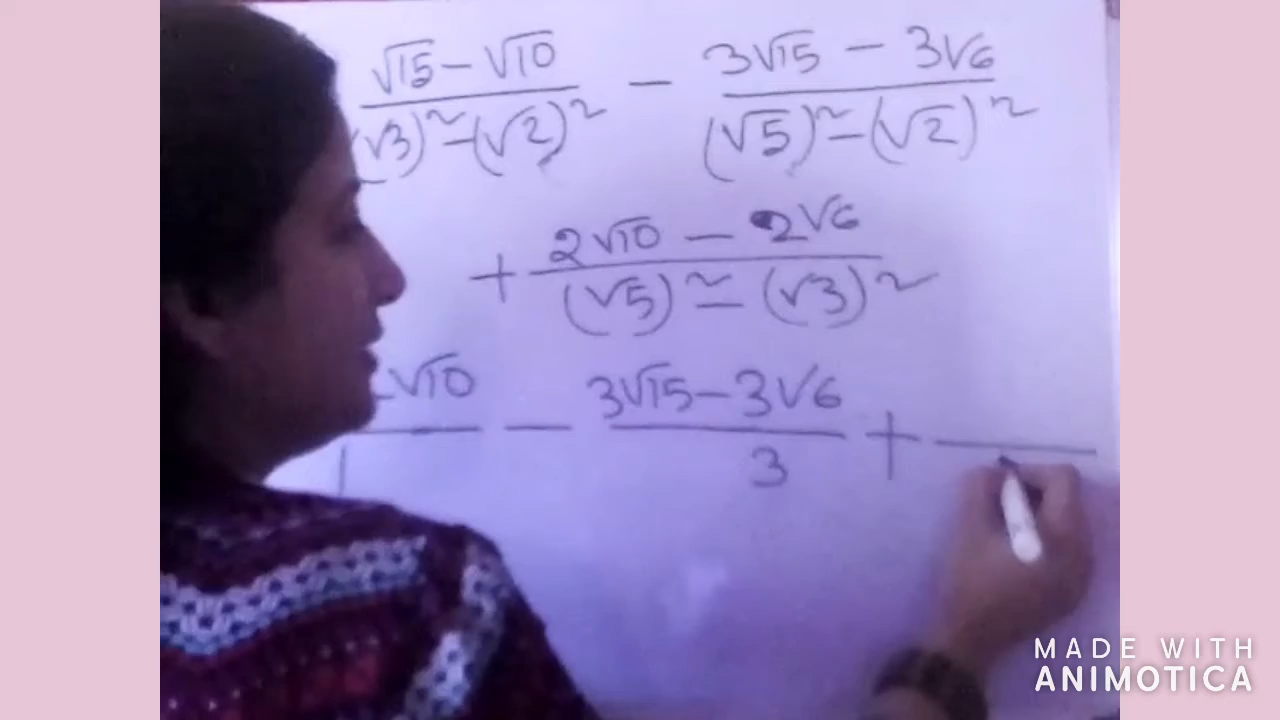 √15 - √10 / (√3)² - (√2)² - 3√15 - 3√6 / (√5)² - (√2)²
+ 2√10 - 2√6 / (√5)² - (√3)²
√10 / 1 - 3√15 - 3√6 / 3 +
MADE WITH
ANIMOTICA